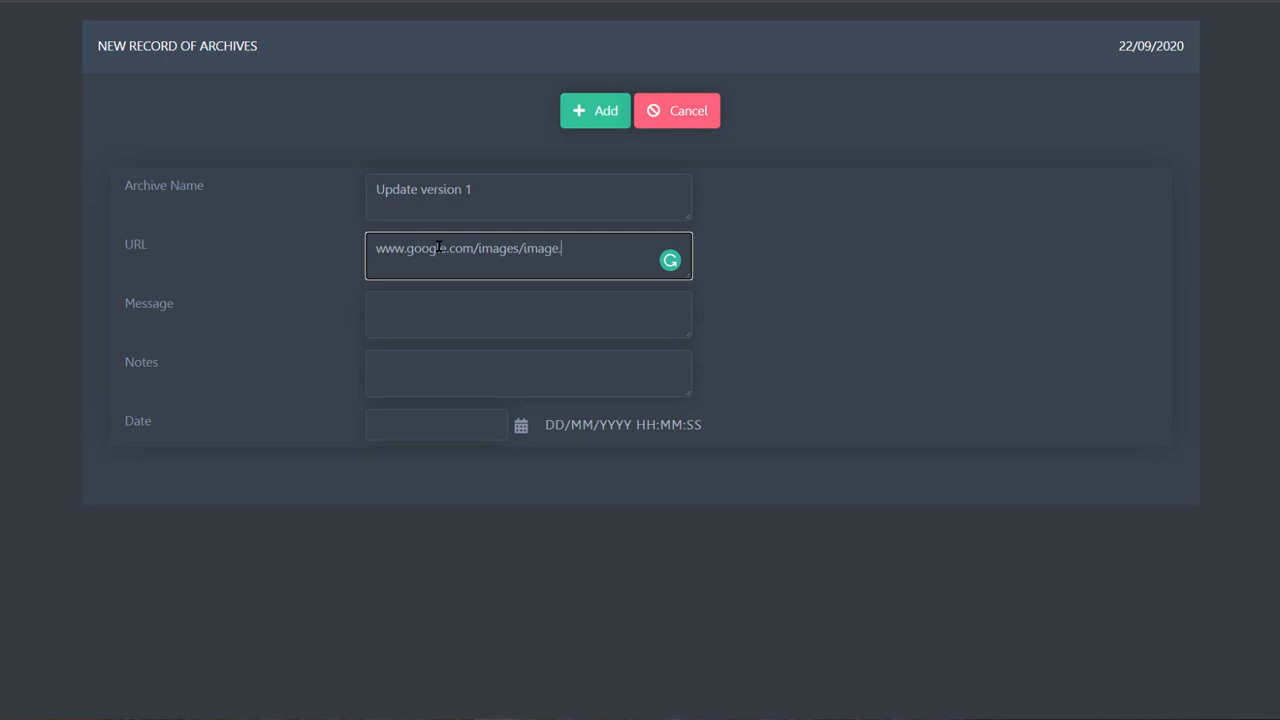 NEW RECORD OF ARCHIVES 22/09/2020
Add Cancel
Archive Name Update version 1
URL www.google.com/images/image.
Message
Notes
Date DD/MM/YYYY HH:MM:SS